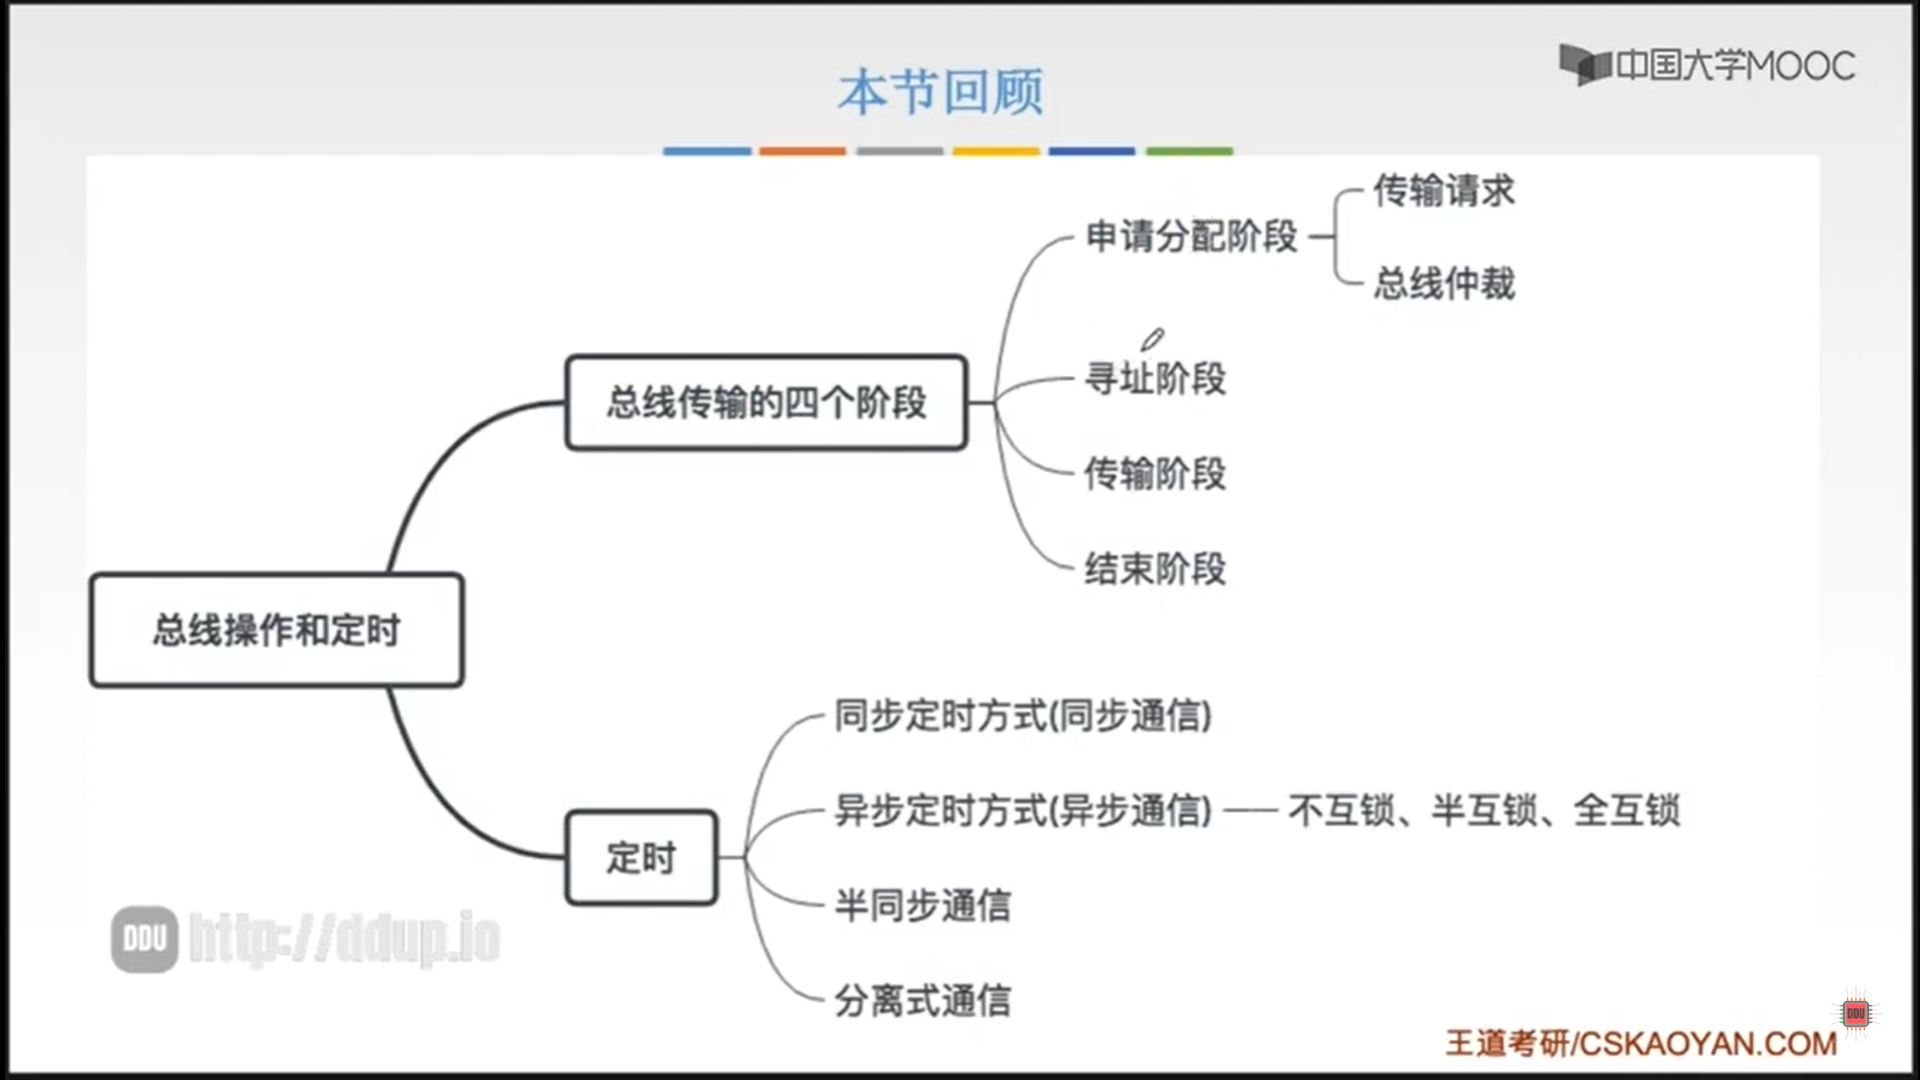 中国大学MOOC
本节回顾
传输请求
申请分配阶段
总线仲裁
寻址阶段
总线传输的四个阶段
传输阶段
结束阶段
总线操作和定时
同步定时方式(同步通信)
异步定时方式(异步通信)
不互锁、半互锁、全互锁
定时
半同步通信
分离式通信
DDU http://ddup.io
DDU
王道考研/CSKAOYAN.COM